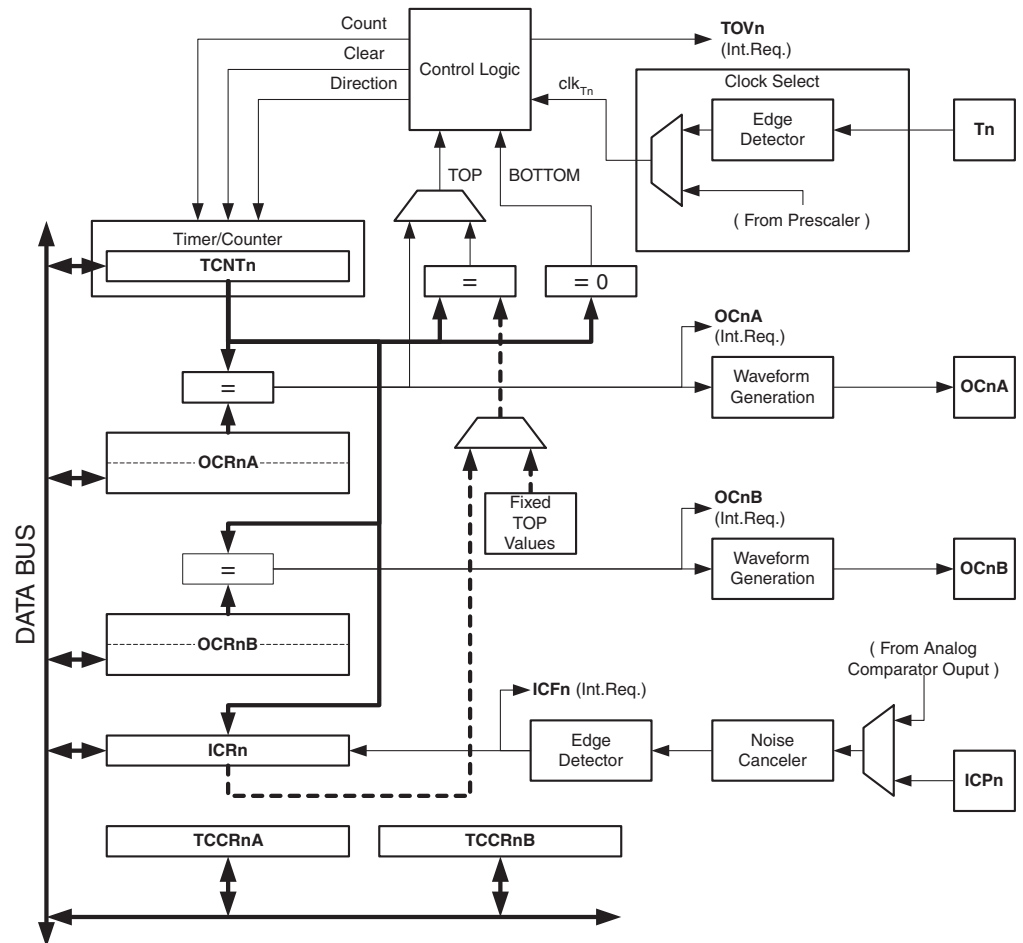 Count
Clear
Direction
Control Logic
TOVn
(Int.Req.)
clkTn
Clock Select
Edge
Detector
Tn
( From Prescaler )
TOP
BOTTOM
Timer/Counter
TCNTn
=
= 0
OCnA
(Int.Req.)
=
Waveform
Generation
OCnA
OCRnA
Fixed
TOP
Values
OCnB
(Int.Req.)
=
Waveform
Generation
OCnB
DATA BUS
OCRnB
( From Analog
Comparator Ouput )
ICFn (Int.Req.)
ICRn
Edge
Detector
Noise
Canceler
ICPn
TCCRnA
TCCRnB